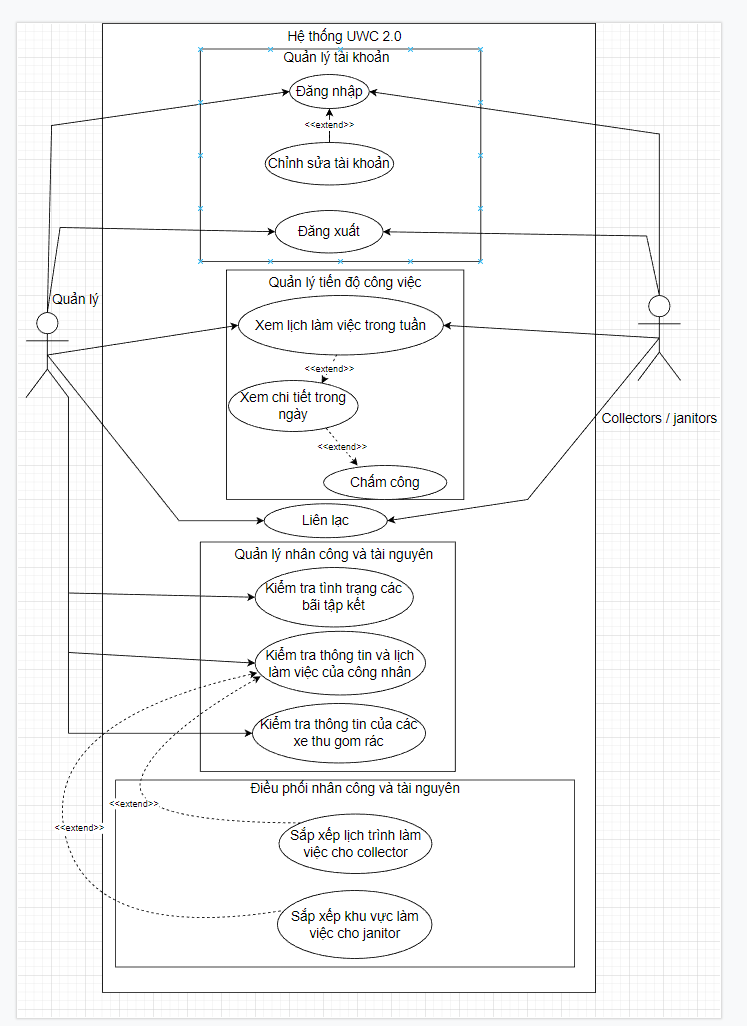 Hệ thống UWC 2.0
Quản lý tài khoản
Đăng nhập
<<extend>>
Chỉnh sửa tài khoản
Đăng xuất
Quản lý tiến độ công việc
Quản lý
Xem lịch làm việc trong tuần
<<extend>>
Xem chi tiết trong
ngày
Collectors / janitors
<<extend>>
Chấm công
Liên lạc
Quản lý nhân công và tài nguyên
Kiểm tra tình trạng các
bãi tập kết
Kiểm tra thông tin và lịch
làm việc của công nhân
Kiểm tra thông tin của các
xe thu gom rác
Điều phối nhân công và tài nguyên
<<extend>>
<<extend>>
Sắp xếp lịch trình làm
việc cho collector
Sắp xếp khu vực làm
việc cho janitor